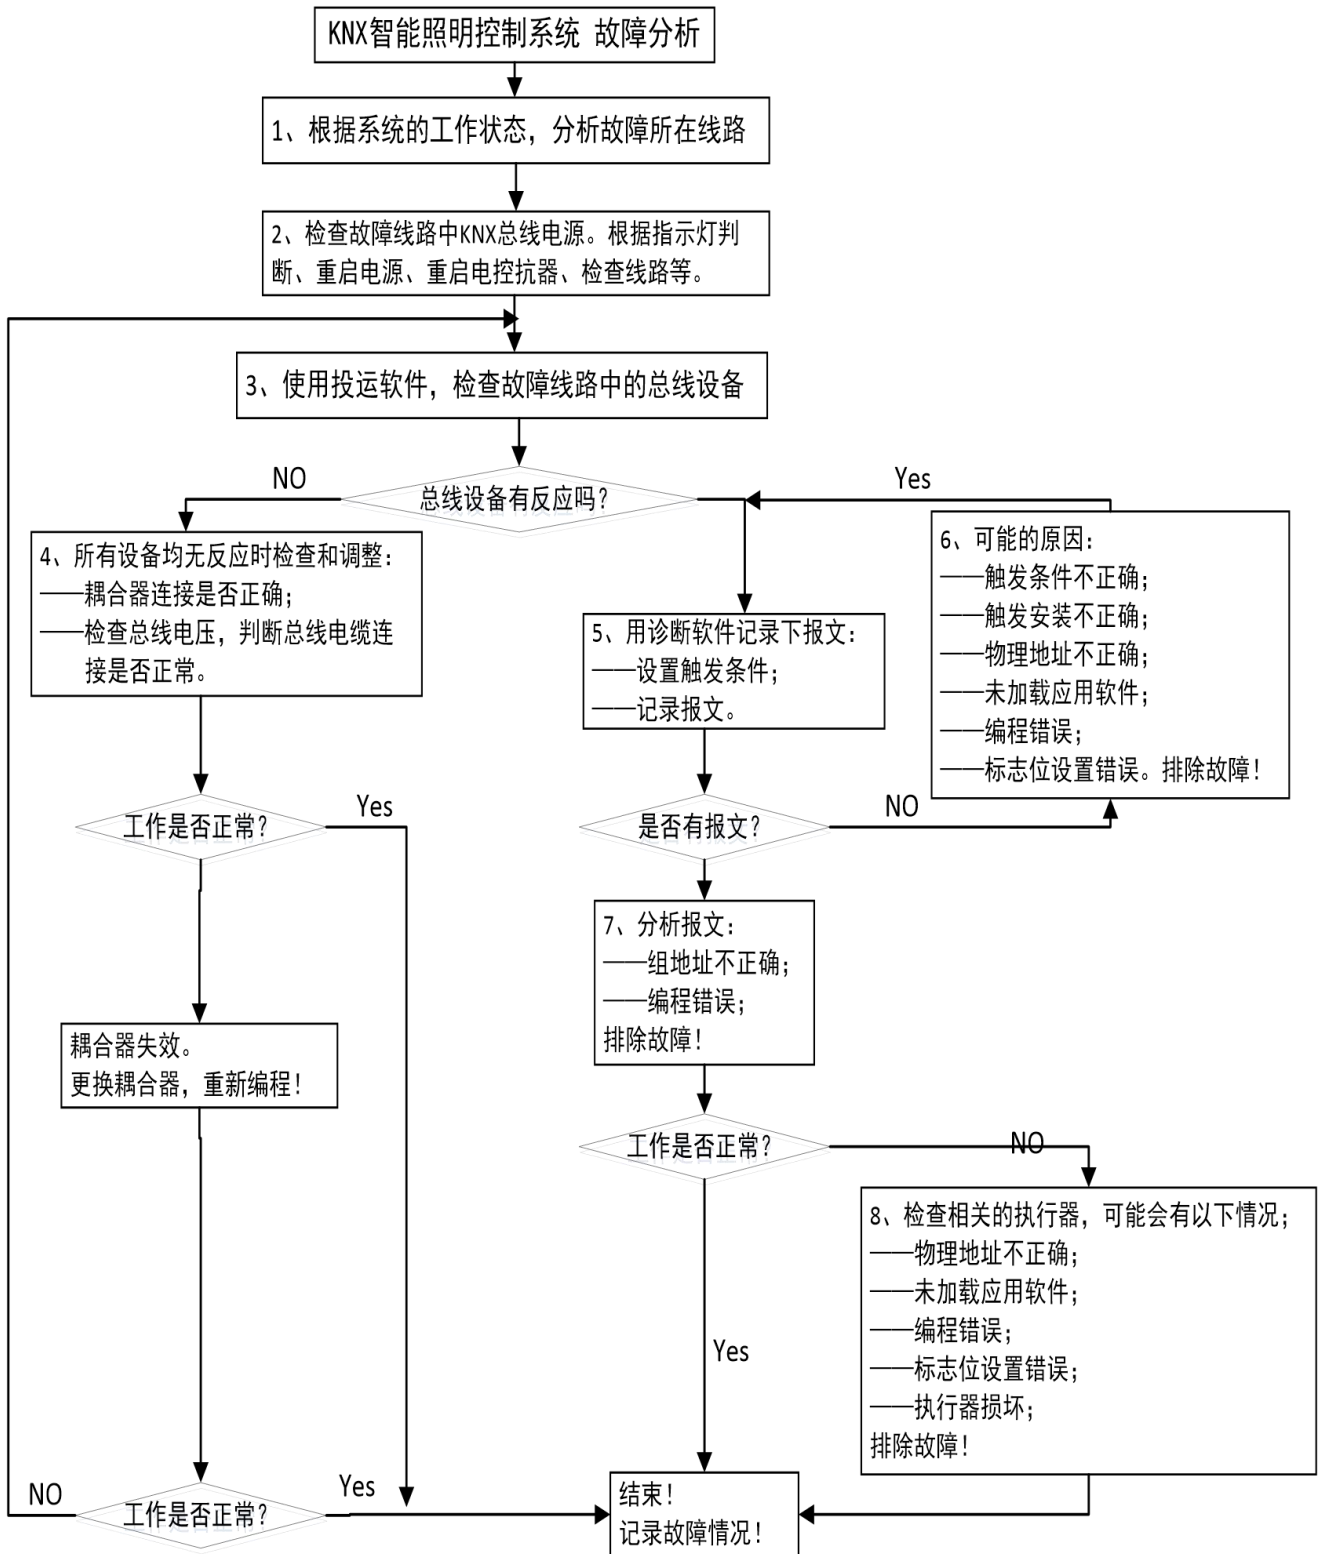 KNX智能照明控制系统 故障分析
1、根据系统的工作状态，分析故障所在线路
2、检查故障线路中KNX总线电源。根据指示灯判
断、重启电源、重启电控抗器、检查线路等。
3、使用投运软件，检查故障线路中的总线设备
总线设备有反应吗？
NO
4、所有设备均无反应时检查和调整：
——耦合器连接是否正确；
——检查总线电压，判断总线电缆连
接是否正常。
工作是否正常？
Yes
耦合器失效。
更换耦合器，重新编程！
工作是否正常？
NO
Yes
5、用诊断软件记录下报文：
——设置触发条件；
——记录报文。
是否有报文？
NO
Yes
6、可能的原因：
——触发条件不正确；
——触发安装不正确；
——物理地址不正确；
——未加载应用软件；
——编程错误；
——标志位设置错误。排除故障！
7、分析报文：
——组地址不正确；
——编程错误；
排除故障！
工作是否正常？
NO
Yes
8、检查相关的执行器，可能会有以下情况；
——物理地址不正确；
——未加载应用软件；
——编程错误；
——标志位设置错误；
——执行器损坏；
排除故障！
结束！
记录故障情况！